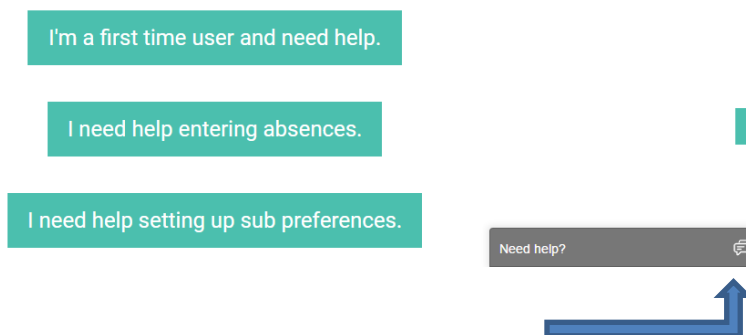 I'm a first time user and need help.
I need help entering absences.
I need help setting up sub preferences.
Need help?